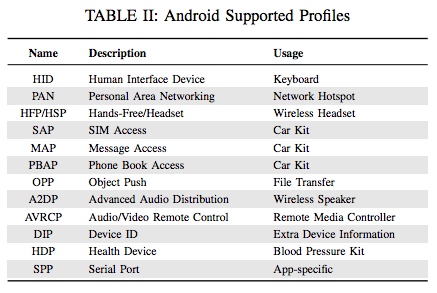 TABLE II: Android Supported Profiles
Name Description Usage
HID Human Interface Device Keyboard
PAN Personal Area Networking Network Hotspot
HFP/HSP Hands-Free/Headset Wireless Headset
SAP SIM Access Car Kit
MAP Message Access Car Kit
PBAP Phone Book Access Car Kit
OPP Object Push File Transfer
A2DP Advanced Audio Distribution Wireless Speaker
AVRCP Audio/Video Remote Control Remote Media Controller
DIP Device ID Extra Device Information
HDP Health Device Blood Pressure Kit
SPP Serial Port App-specific